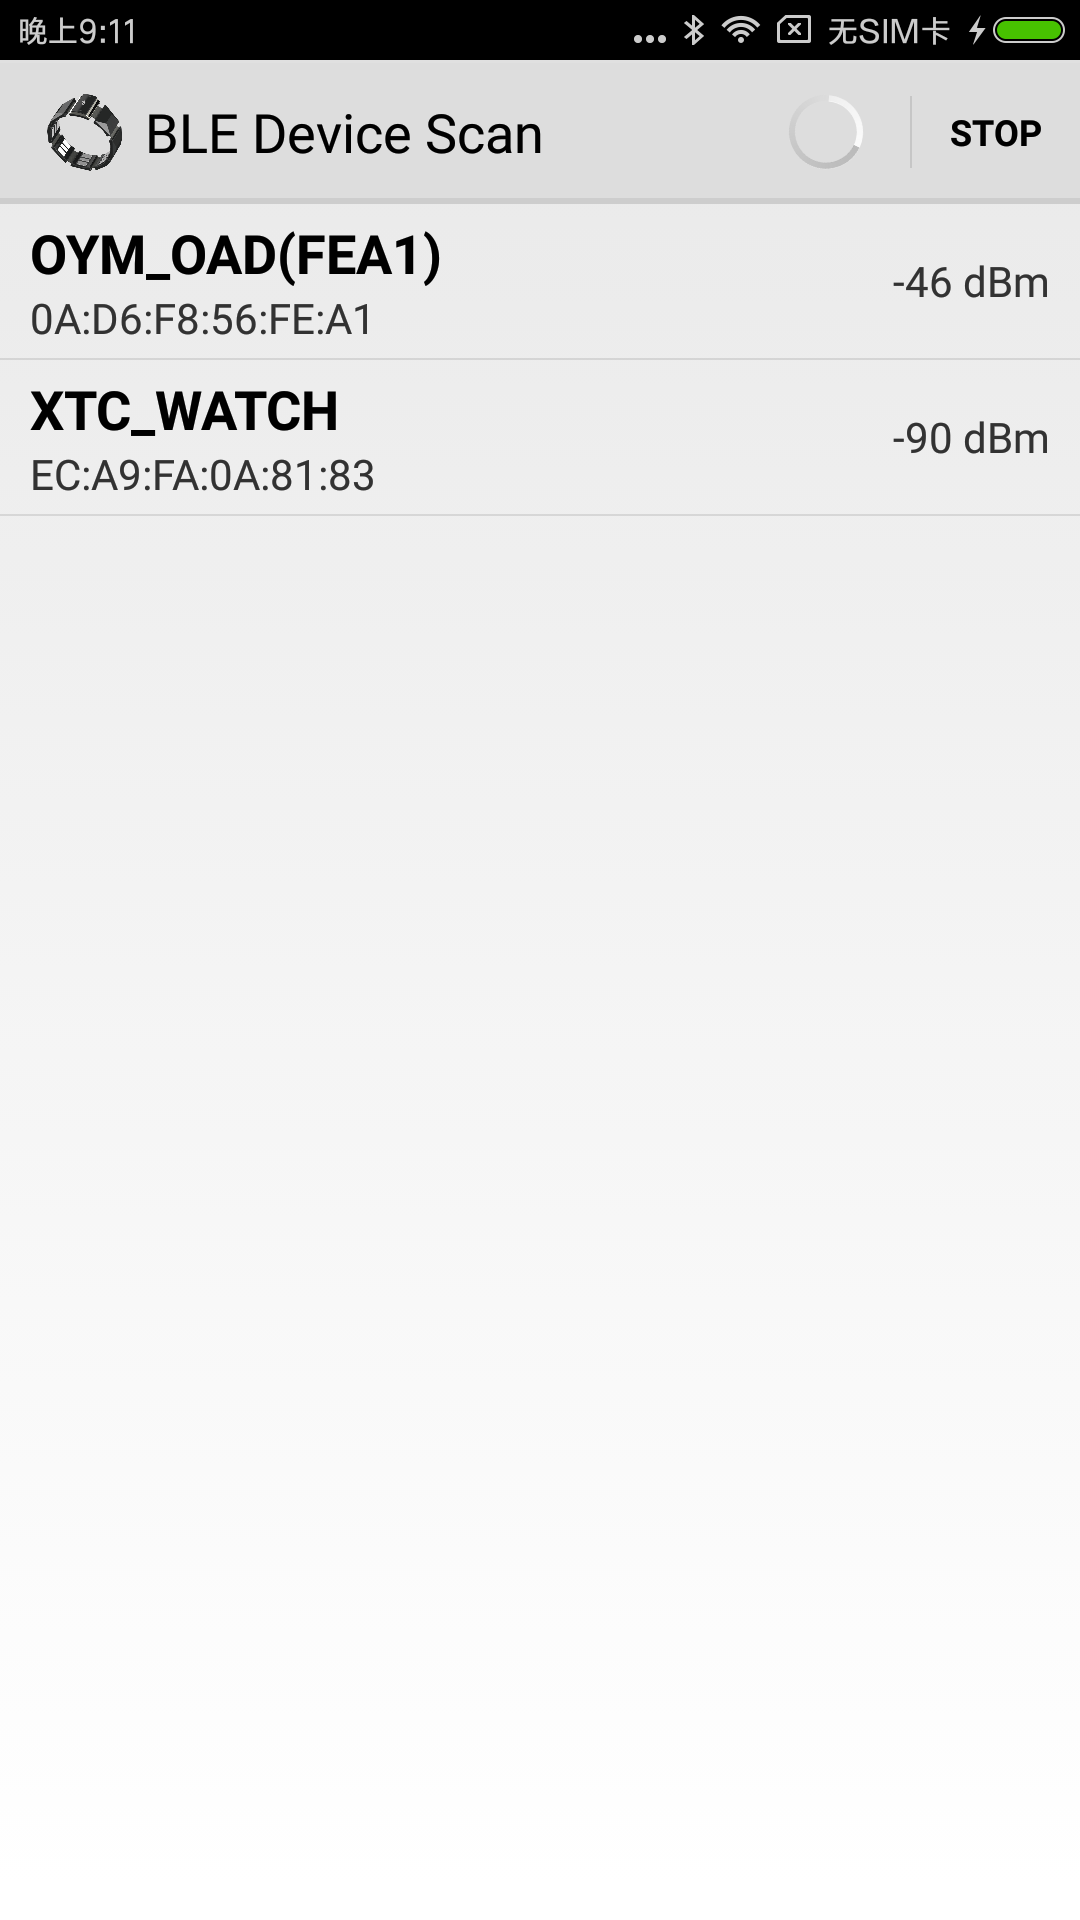 晚上9:11
无SIM卡
BLE Device Scan
STOP
OYM_OAD(FEA1)
0A:D6:F8:56:FE:A1
-46 dBm
XTC_WATCH
EC:A9:FA:0A:81:83
-90 dBm